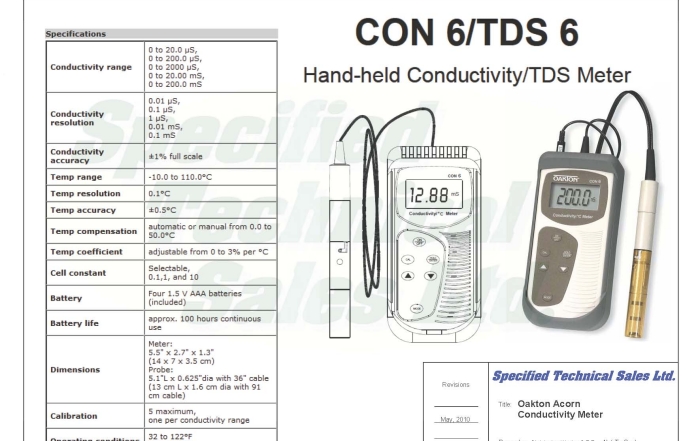 Specifications
Conductivity range
0 to 20.0 µS,
0 to 200.0 µS,
0 to 2000 µS,
0 to 20.00 mS,
0 to 200.0 mS
Conductivity
resolution
0.01 µS,
0.1 µS,
1 µS,
0.01 mS,
0.1 mS
Conductivity
accuracy
±1% full scale
Temp range
-10.0 to 110.0°C
Temp resolution
0.1°C
Temp accuracy
±0.5°C
Temp compensation
automatic or manual from 0.0 to
50.0°C
Temp coefficient
adjustable from 0 to 3% per °C
Cell constant
Selectable,
0.1,1, and 10
Battery
Four 1.5 V AAA batteries
(included)
Battery life
approx. 100 hours continuous
use
Dimensions
Meter:
5.5" x 2.7" x 1.3"
(14 x 7 x 3.5 cm)
Probe:
5.1"L x 0.625"dia with 36" cable
(13 cm L x 1.6 cm dia with 91
cm cable)
Calibration
5 maximum,
one per conductivity range
Operating conditions
32 to 122°F
CON 6/TDS 6
Hand-held Conductivity/TDS Meter
Specified
Technical
Sales Ltd.
CON 6
12.88 mS
Conductivity/°C Meter
OAKTON
CON 6
200.0
Conductivity/°C Meter
Revisions
May, 2010
Specified Technical Sales Ltd.
Title: Oakton Acorn
Conductivity Meter